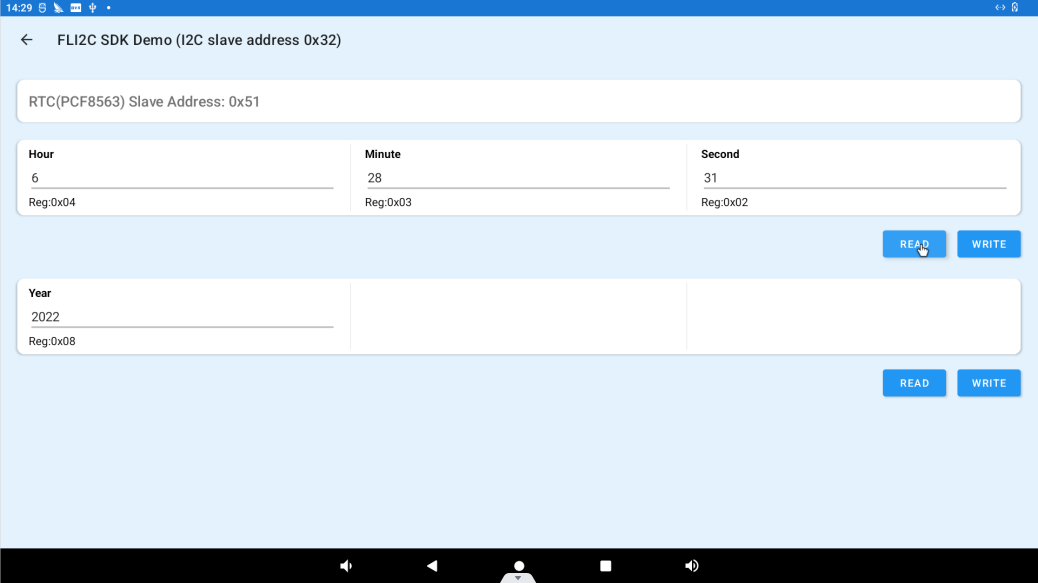 14:29
FLI2C SDK Demo (I2C slave address 0x32)
RTC(PCF8563) Slave Address: 0x51
Hour
Minute
Second
6
28
31
Reg:0x04
Reg:0x03
Reg:0x02
READ
WRITE
Year
2022
Reg:0x08
READ
WRITE